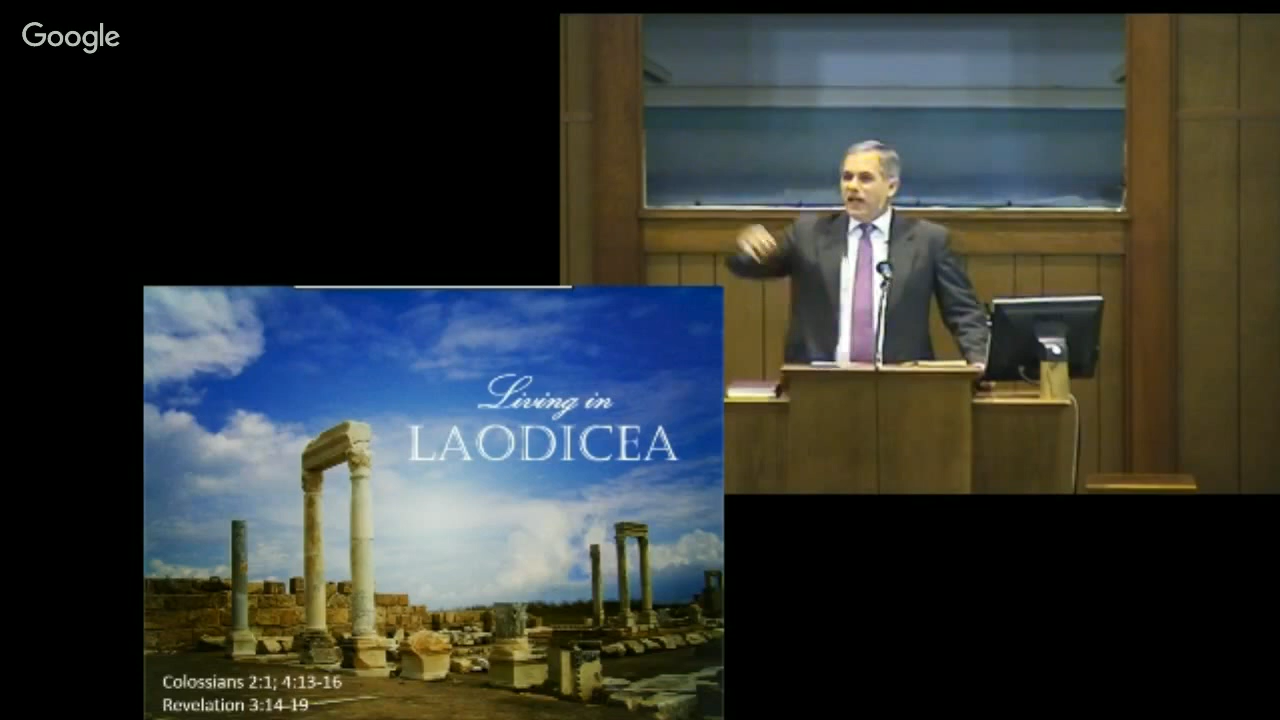 Google
Living in
LAODICEA
Colossians 2:1; 4:13-16
Revelation 3:14-19